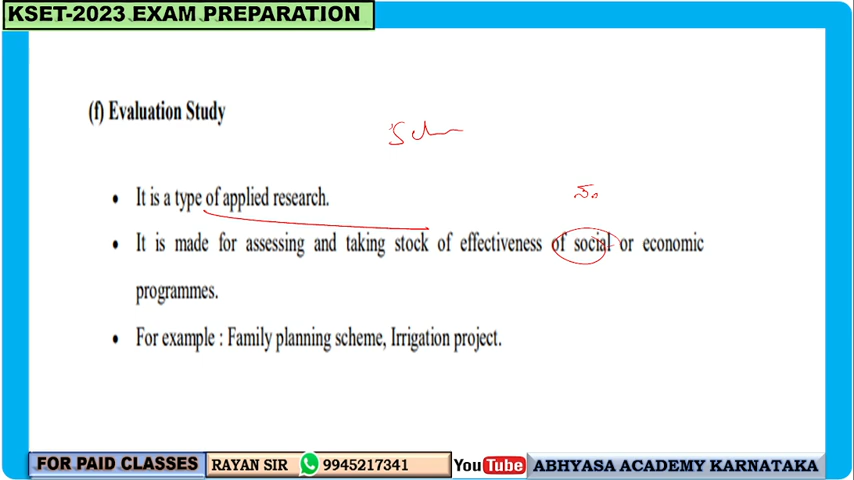 KSET-2023 EXAM PREPARATION
(f) Evaluation Study
• It is a type of applied research.
• It is made for assessing and taking stock of effectiveness of social or economic
programmes.
• For example : Family planning scheme, Irrigation project.
FOR PAID CLASSES RAYAN SIR 9945217341 YouTube ABHYASA ACADEMY KARNATAKA